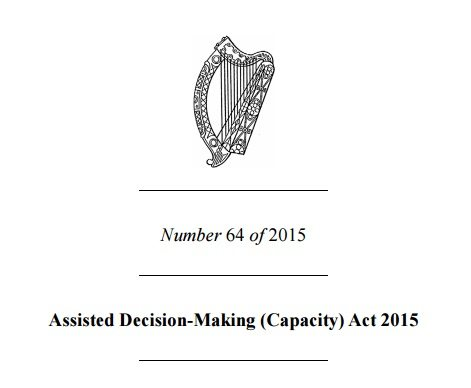 Number 64 of 2015
Assisted Decision-Making (Capacity) Act 2015